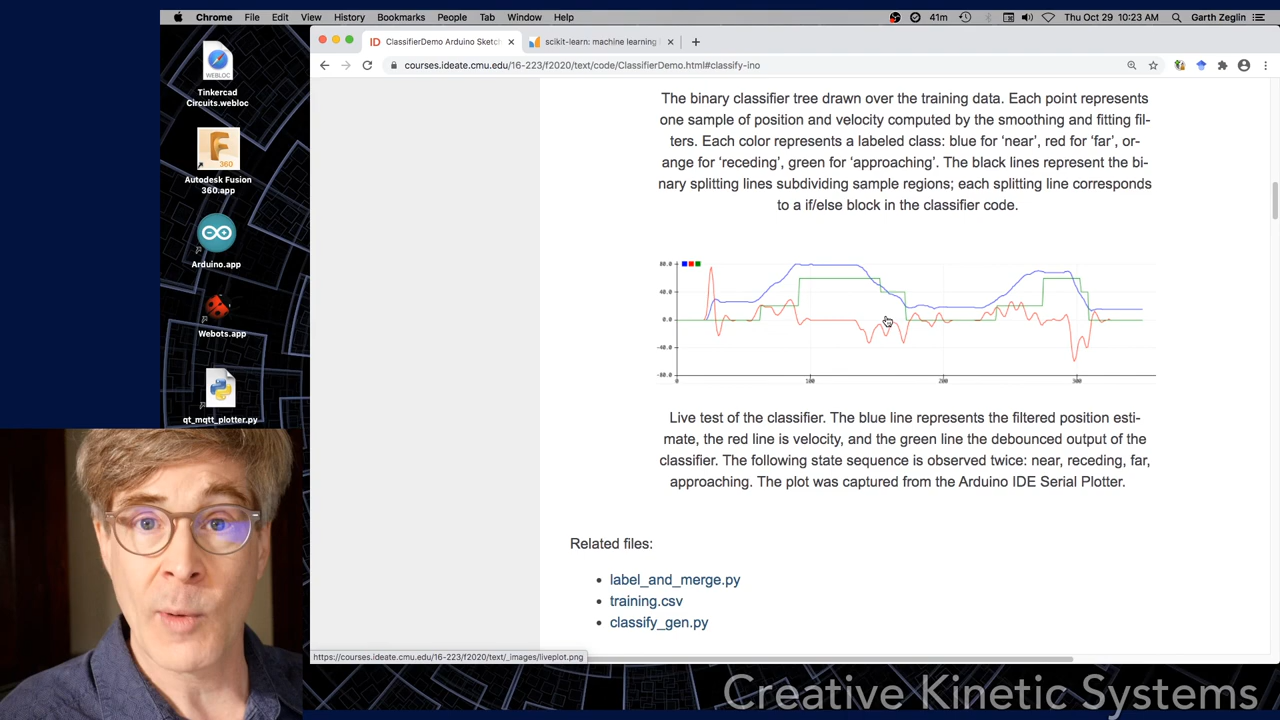 Chrome File Edit View History Bookmarks People Tab Window Help 41m Thu Oct 29 10:23 AM Garth Zeglin
ClassifierDemo Arduino Sketch scikit-learn: machine learning
courses.ideate.cmu.edu/16-223/f2020/text/code/ClassifierDemo.html#classify-ino
WEBLOC
Tinkercad
Circuits.webloc
F
360
Autodesk Fusion
360.app
Arduino.app
Webots.app
qt_mqtt_plotter.py
The binary classifier tree drawn over the training data. Each point represents
one sample of position and velocity computed by the smoothing and fitting fil-
ters. Each color represents a labeled class: blue for ‘near’, red for ‘far’, or-
ange for ‘receding’, green for ‘approaching’. The black lines represent the bi-
nary splitting lines subdividing sample regions; each splitting line corresponds
to a if/else block in the classifier code.
80.0
40.0
0.0
-40.0
-80.0
0 100 200 300
Live test of the classifier. The blue line represents the filtered position esti-
mate, the red line is velocity, and the green line the debounced output of the
classifier. The following state sequence is observed twice: near, receding, far,
approaching. The plot was captured from the Arduino IDE Serial Plotter.
Related files:
label_and_merge.py
training.csv
classify_gen.py
https://courses.ideate.cmu.edu/16-223/f2020/text/_images/liveplot.png
Creative Kinetic Systems